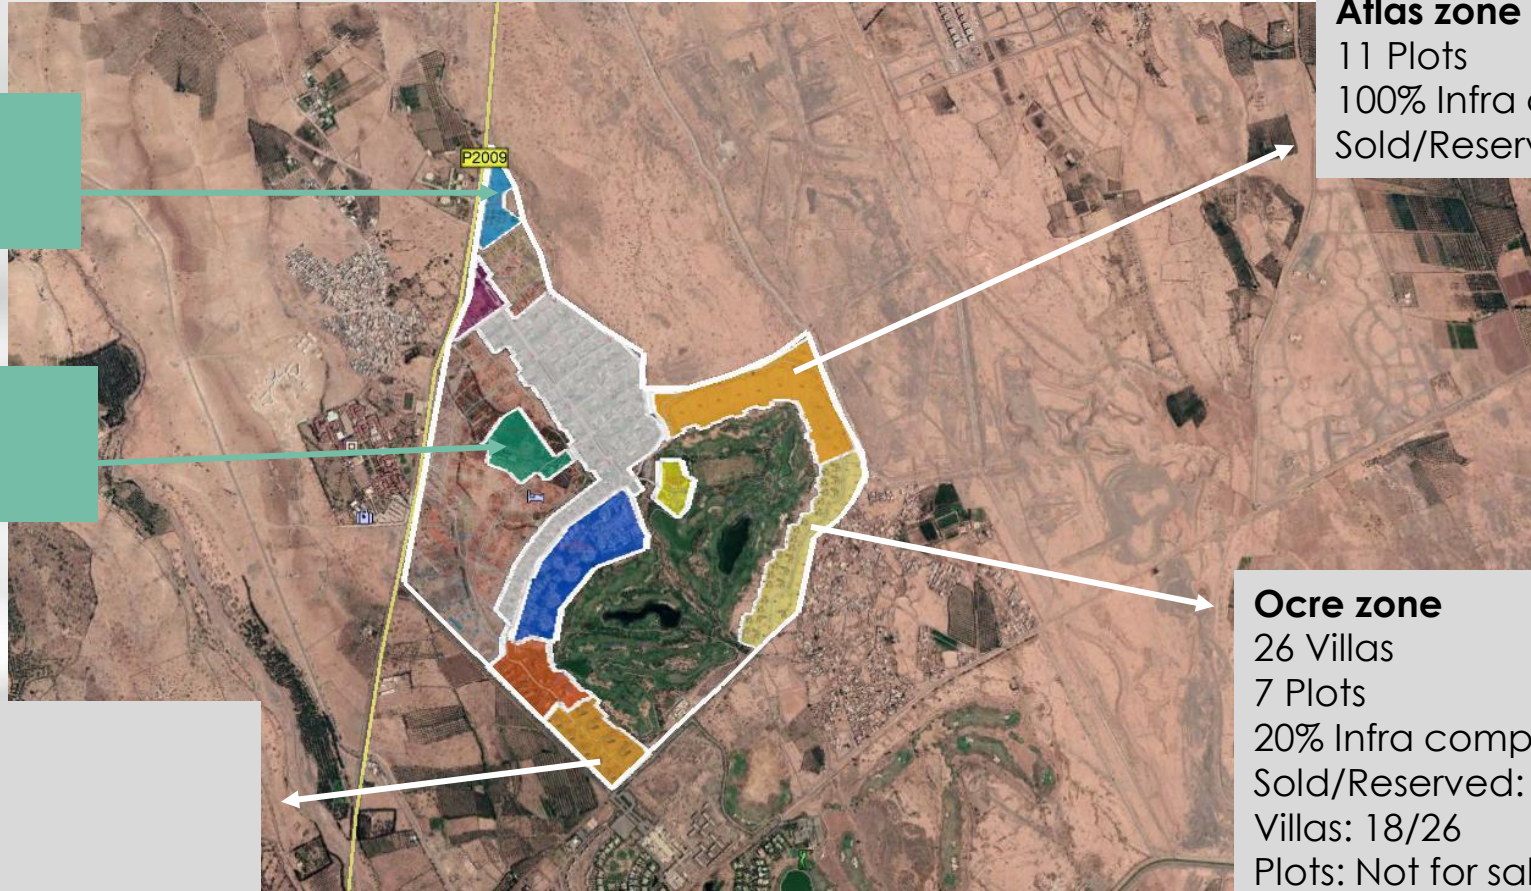 Atlas zone
11 Plots
100% Infra
Sold/Reserv
P2009
Ocre zone
26 Villas
7 Plots
20% Infra comp
Sold/Reserved:
Villas: 18/26
Plots: Not for sal